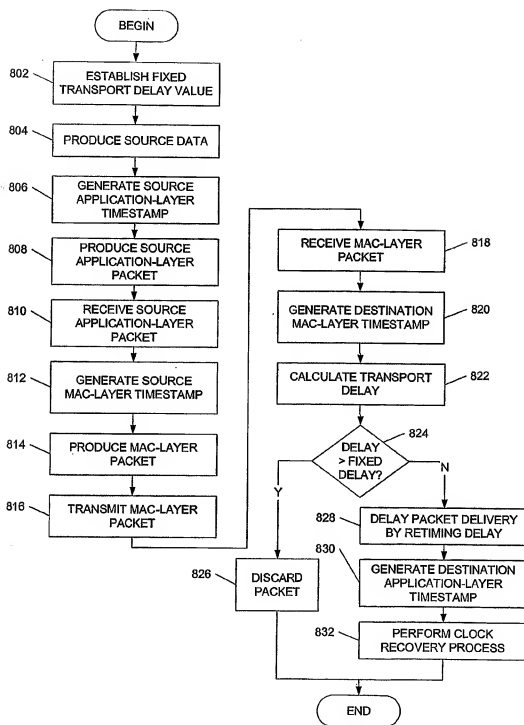 BEGIN
802
ESTABLISH FIXED
TRANSPORT DELAY VALUE
804
PRODUCE SOURCE DATA
806
GENERATE SOURCE
APPLICATION-LAYER
TIMESTAMP
808
PRODUCE SOURCE
APPLICATION-LAYER
PACKET
810
RECEIVE SOURCE
APPLICATION-LAYER
PACKET
812
GENERATE SOURCE
MAC-LAYER TIMESTAMP
814
PRODUCE MAC-LAYER
PACKET
816
TRANSMIT MAC-LAYER
PACKET
RECEIVE MAC-LAYER
PACKET
818
GENERATE DESTINATION
MAC-LAYER TIMESTAMP
820
CALCULATE TRANSPORT
DELAY
822
824
DELAY
> FIXED
DELAY?
Y
N
826
DISCARD
PACKET
828
DELAY PACKET DELIVERY
BY RETIMING DELAY
830
GENERATE DESTINATION
APPLICATION-LAYER
TIMESTAMP
832
PERFORM CLOCK
RECOVERY PROCESS
END